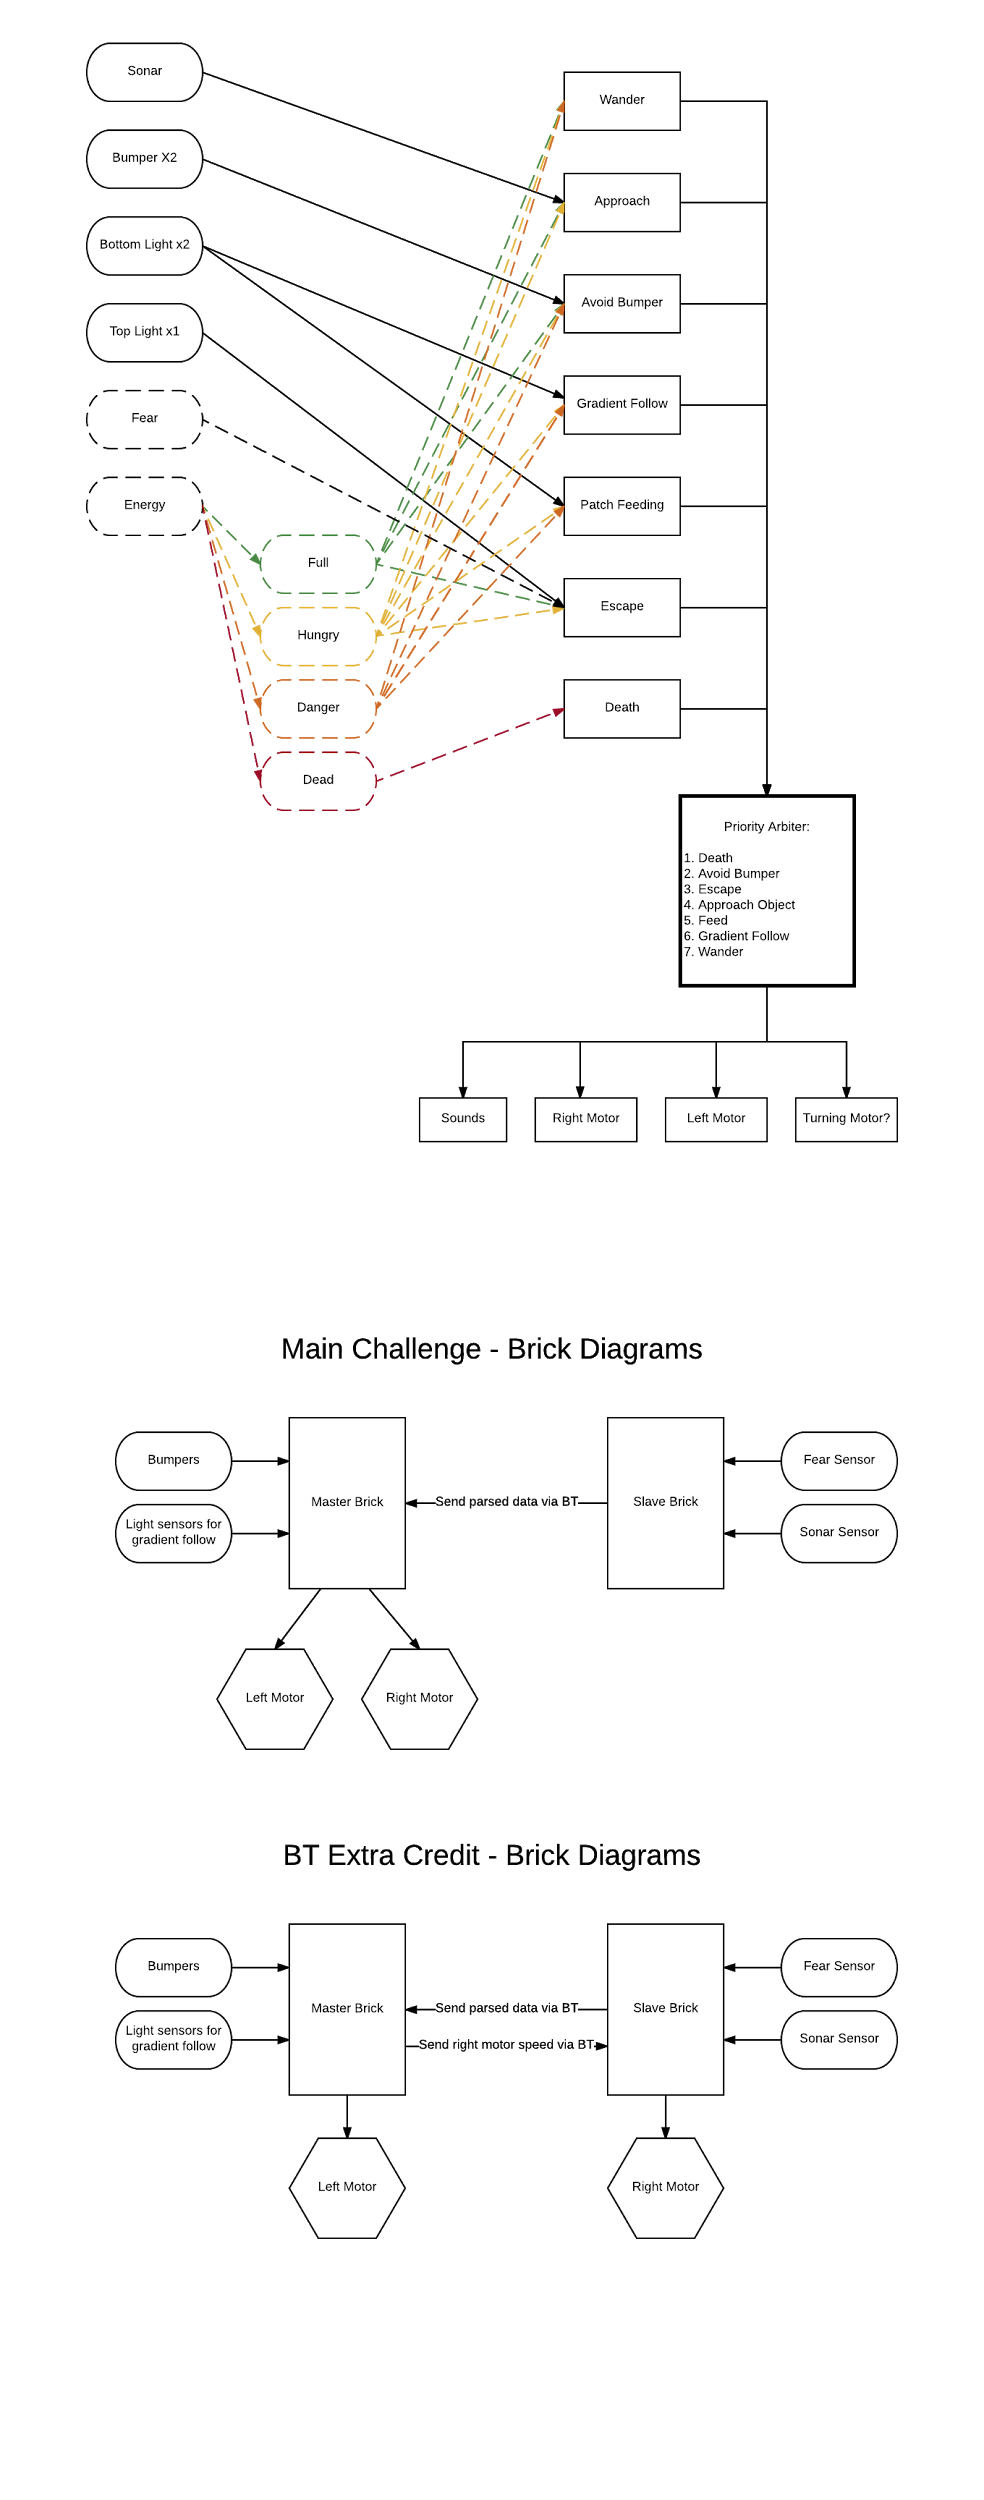 Sonar
Bumper X2
Bottom Light x2
Top Light x1
Fear
Energy
Full
Hungry
Danger
Dead
Wander
Approach
Avoid Bumper
Gradient Follow
Patch Feeding
Escape
Death
Priority Arbiter:
1. Death
2. Avoid Bumper
3. Escape
4. Approach Object
5. Feed
6. Gradient Follow
7. Wander
Sounds
Right Motor
Left Motor
Turning Motor?
Main Challenge - Brick Diagrams
Bumpers
Light sensors for
gradient follow
Master Brick
Send parsed data via BT
Slave Brick
Fear Sensor
Sonar Sensor
Left Motor
Right Motor
BT Extra Credit - Brick Diagrams
Bumpers
Light sensors for
gradient follow
Master Brick
Send parsed data via BT
Send right motor speed via BT
Slave Brick
Fear Sensor
Sonar Sensor
Left Motor
Right Motor